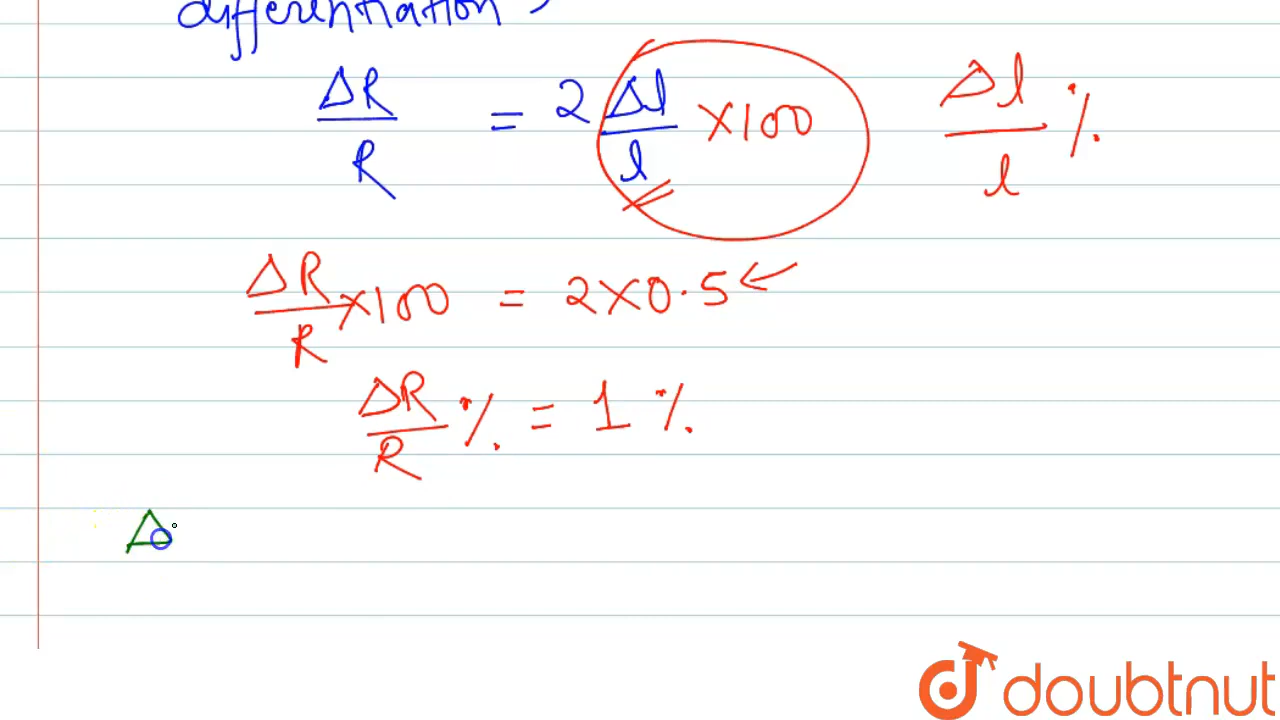 differentiation
ΔR/R = 2 Δl/l ×100 Δl/l %
ΔR/R ×100 = 2×0.5 ←
ΔR/R % = 1 %
Δ
doubtnut